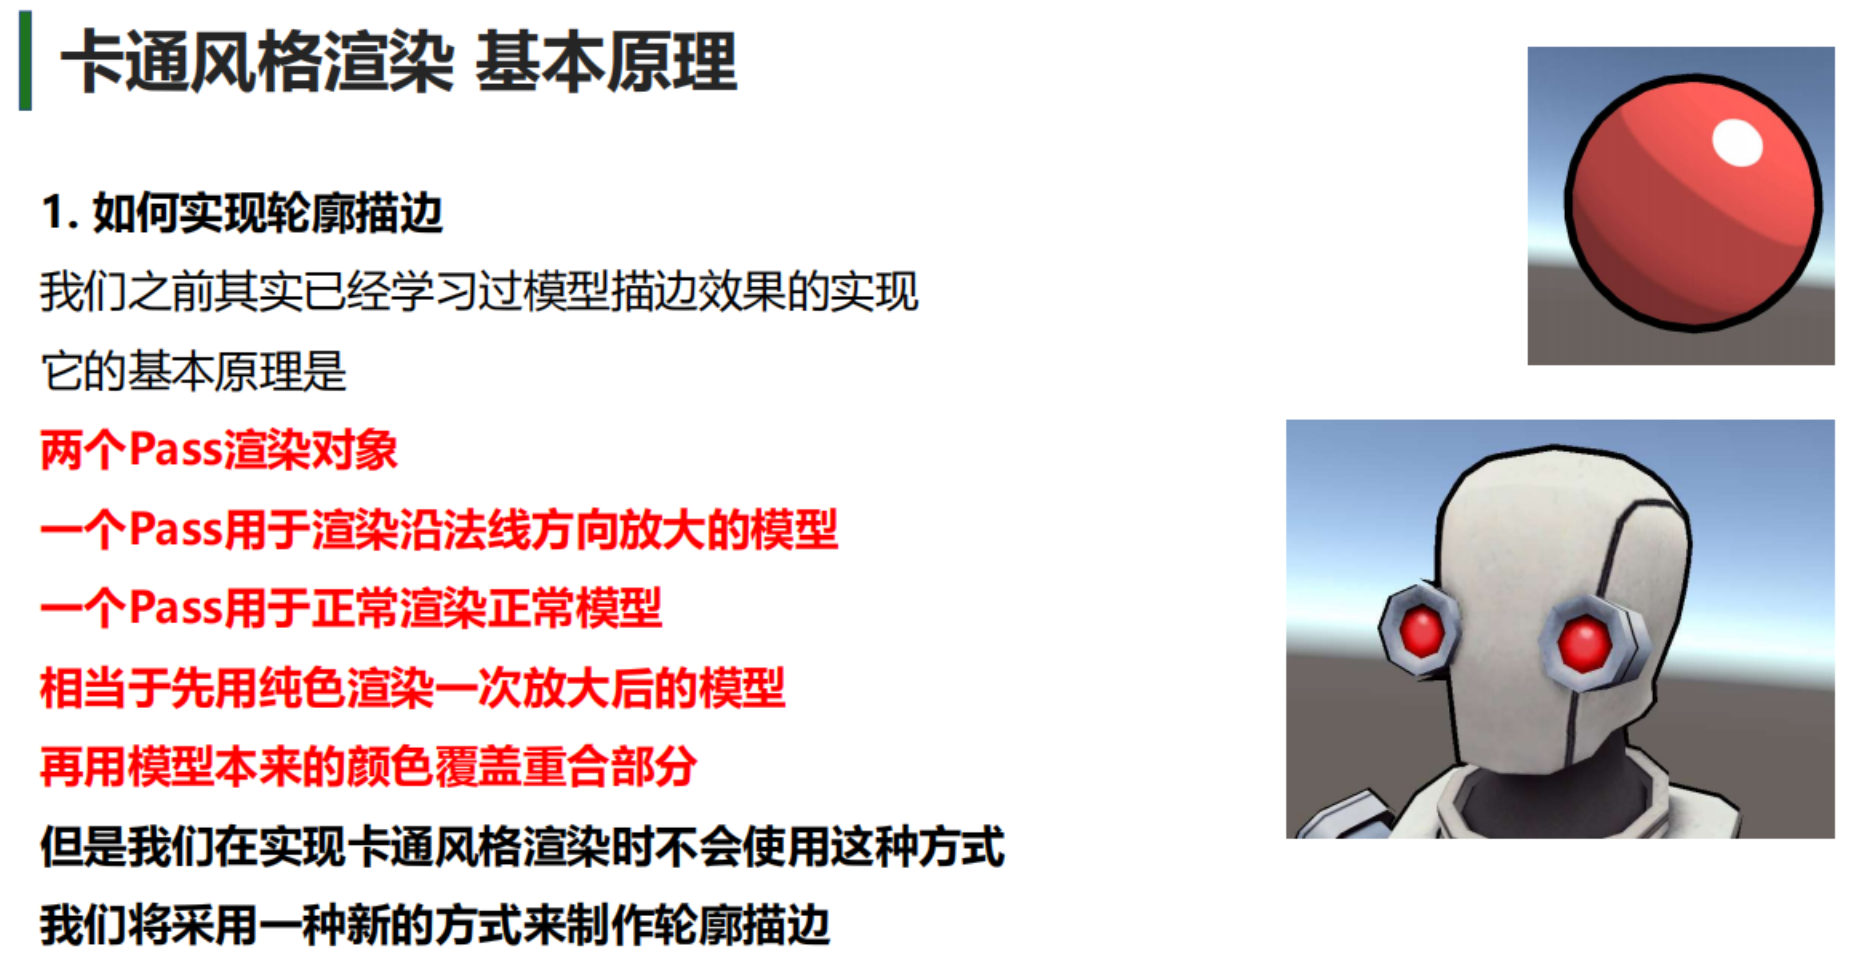 卡通风格渲染 基本原理
1. 如何实现轮廓描边
我们之前其实已经学习过模型描边效果的实现
它的基本原理是
两个Pass渲染对象
一个Pass用于渲染沿法线方向放大的模型
一个Pass用于正常渲染正常模型
相当于先用纯色渲染一次放大后的模型
再用模型本来的颜色覆盖重合部分
但是我们在实现卡通风格渲染时不会使用这种方式
我们将采用一种新的方式来制作轮廓描边